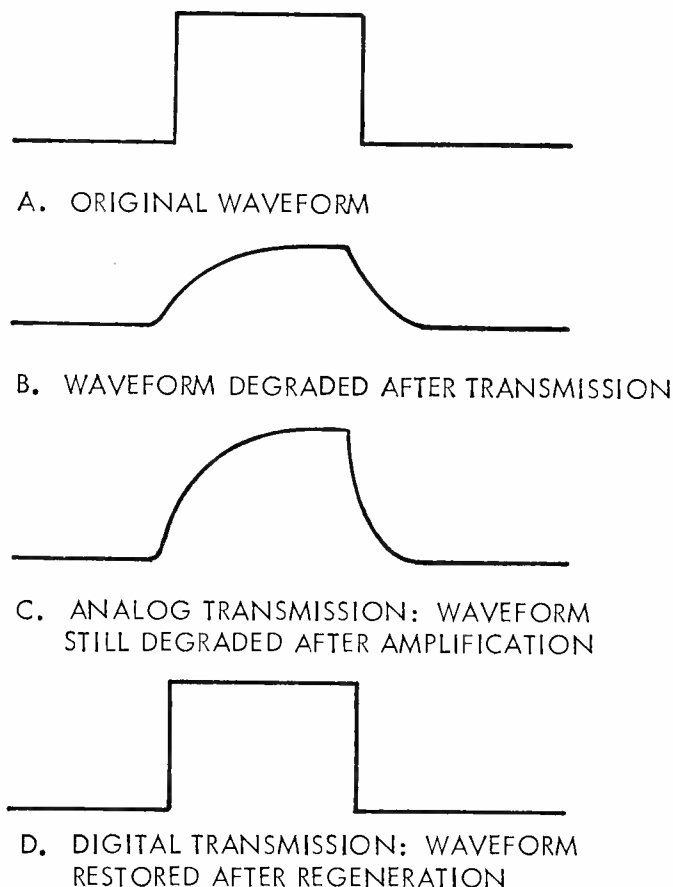 A. ORIGINAL WAVEFORM
B. WAVEFORM DEGRADED AFTER TRANSMISSION
C. ANALOG TRANSMISSION: WAVEFORM
STILL DEGRADED AFTER AMPLIFICATION
D. DIGITAL TRANSMISSION: WAVEFORM
RESTORED AFTER REGENERATION